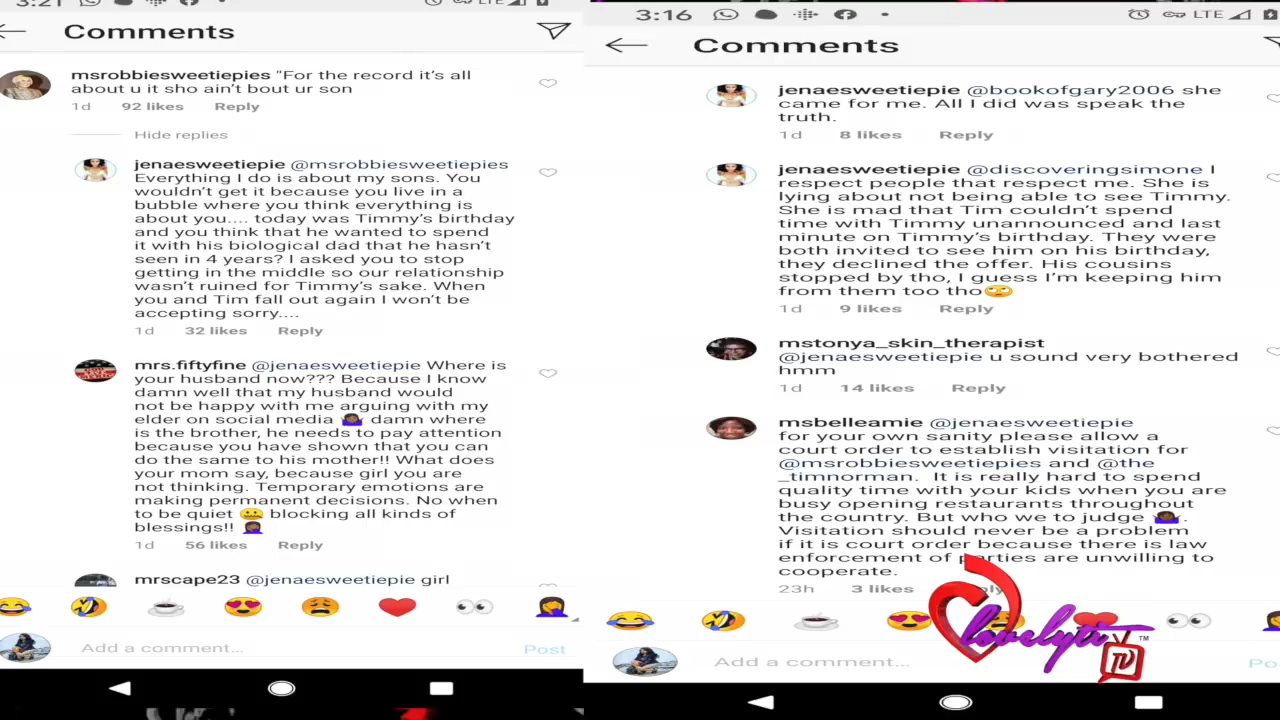 3:21
LTE
Comments
msrobbiesweetiepies "For the record it's all
about u it sho ain't bout ur son
1d 92 likes Reply
Hide replies
jenaesweetiepie @msrobbiesweetiepies
Everything I do is about my sons. You
wouldn't get it because you live in a
bubble where you think everything is
about you.... today was Timmy's birthday
and you think that he wanted to spend
it with his biological dad that he hasn't
seen in 4 years? I asked you to stop
getting in the middle so our relationship
wasn't ruined for Timmy's sake. When
you and Tim fall out again I won't be
accepting sorry....
1d 32 likes Reply
mrs.fiftyfine @jenaesweetiepie Where is
your husband now??? Because I know
damn well that my husband would
not be happy with me arguing with my
elder on social media 🤷🏾‍♀️ damn where
is the brother, he needs to pay attention
because you have shown that you can
do the same to his mother!! What does
your mom say, because girl you are
not thinking. Temporary emotions are
making permanent decisions. No when
to be quiet 🤐 blocking all kinds of
blessings!! 🤦🏾‍♀️
1d 56 likes Reply
mrscape23 @jenaesweetiepie girl
Add a comment... Post
3:16
LTE
Comments
jenaesweetiepie @bookofgary2006 she
came for me. All I did was speak the
truth.
1d 8 likes Reply
jenaesweetiepie @discoveringsimone I
respect people that respect me. She is
lying about not being able to see Timmy.
She is mad that Tim couldn't spend
time with Timmy unannounced and last
minute on Timmy's birthday. They were
both invited to see him on his birthday,
they declined the offer. His cousins
stopped by tho, I guess I'm keeping him
from them too tho🙄
1d 9 likes Reply
mstonya_skin_therapist
@jenaesweetiepie u sound very bothered
hmm
1d 14 likes Reply
msbelleamie @jenaesweetiepie
for your own sanity please allow a
court order to establish visitation for
@msrobbiesweetiepies and @the
_timnorman. It is really hard to spend
quality time with your kids when you are
busy opening restaurants throughout
the country. But who we to judge 🤷🏾‍♀️.
Visitation should never be a problem
if it is court order because there is law
enforcement of parties are unwilling to
cooperate.
23h 3 likes
Add a comment...
lovelyti TV ™